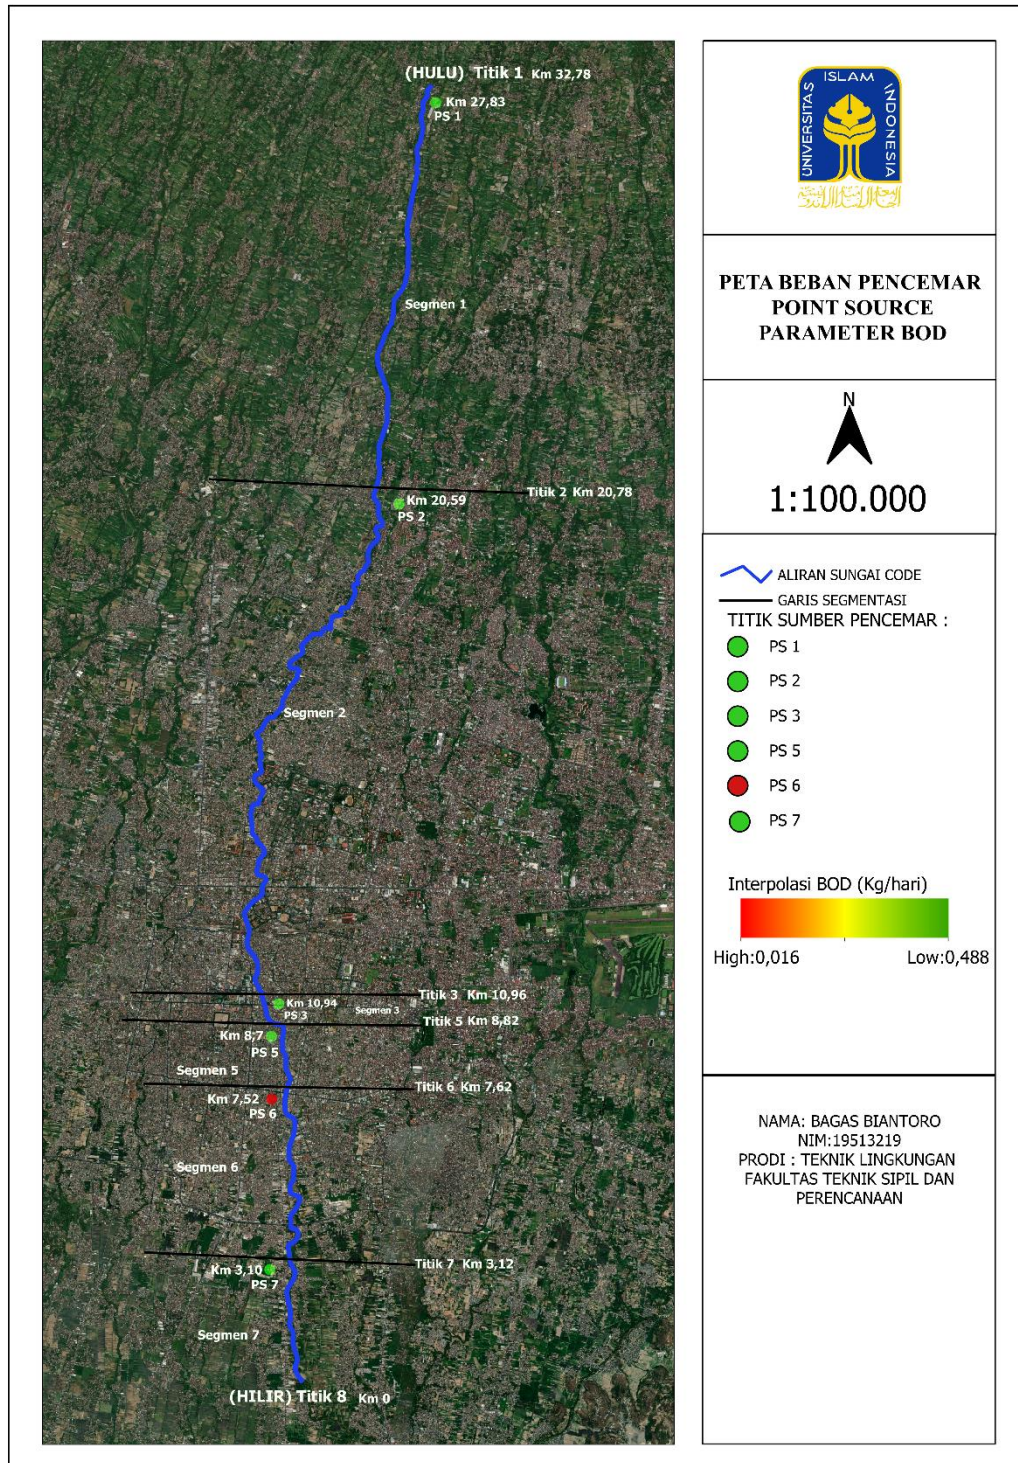 (HULU) Titik 1 Km 32,78
Km 27,83
PS 1
Segmen 1
Km 20,59
Titik 2 Km 20,78
PS 2
Segmen 2
Titik 3 Km 10,96
Km 10,94
Segmen 3
PS 3
Titik 5 Km 8,82
Km 8,7
PS 5
Segmen 5
Titik 6 Km 7,62
Km 7,52
PS 6
Segmen 6
Titik 7 Km 3,12
Km 3,10
PS 7
Segmen 7
(HILIR) Titik 8 Km 0
UNIVERSITAS ISLAM INDONESIA
PETA BEBAN PENCEMAR
POINT SOURCE
PARAMETER BOD
N
1:100.000
ALIRAN SUNGAI CODE
GARIS SEGMENTASI
TITIK SUMBER PENCEMAR :
PS 1
PS 2
PS 3
PS 5
PS 6
PS 7
Interpolasi BOD (Kg/hari)
High:0,016 Low:0,488
NAMA: BAGAS BIANTORO
NIM:19513219
PRODI : TEKNIK LINGKUNGAN
FAKULTAS TEKNIK SIPIL DAN
PERENCANAAN